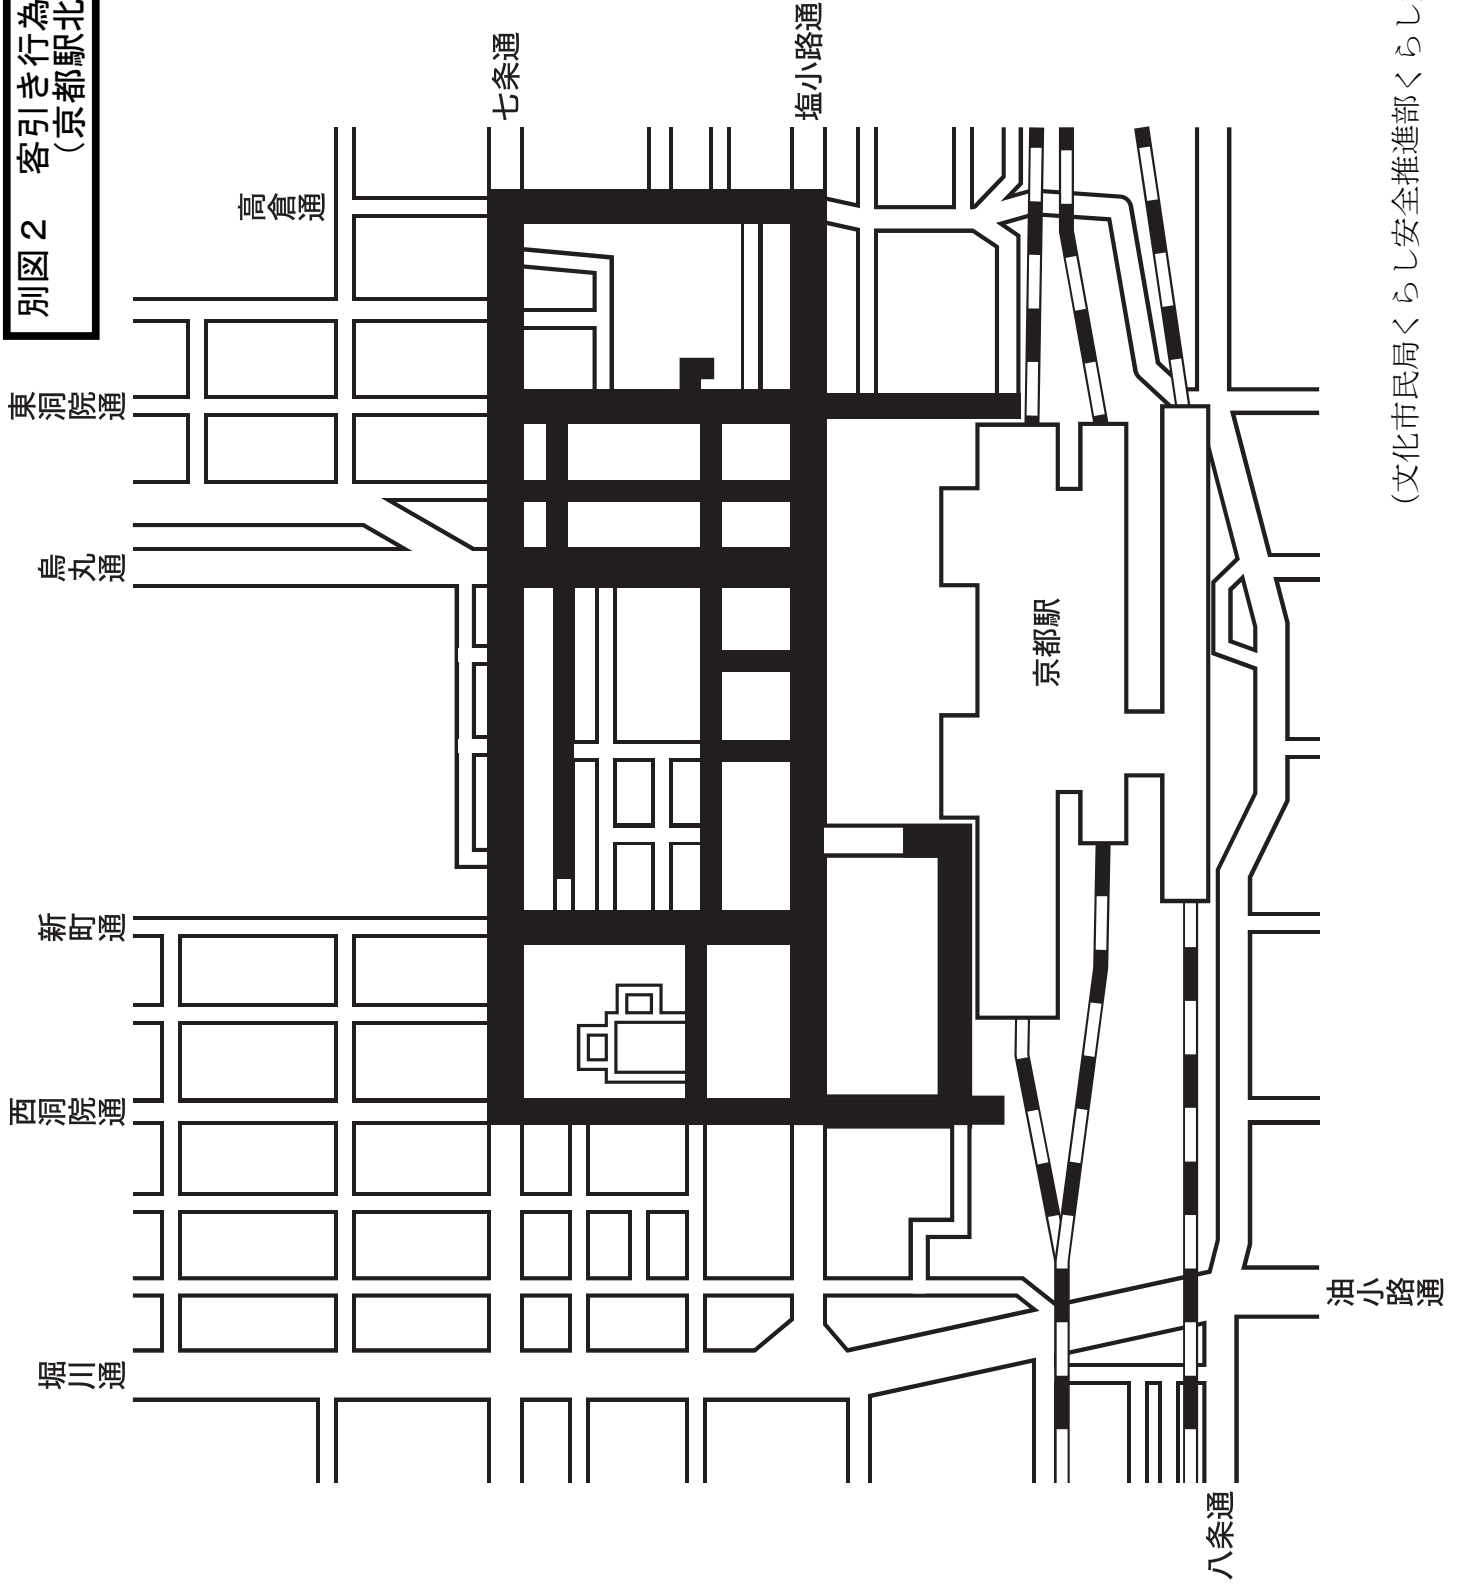 別図2 客引き行為
(京都駅北
七条通
塩小路通
高倉通
東洞院通
烏丸通
新町通
西洞院通
堀川通
京都駅
油小路通
八条通
(文化市民局くらし安全推進部くらし